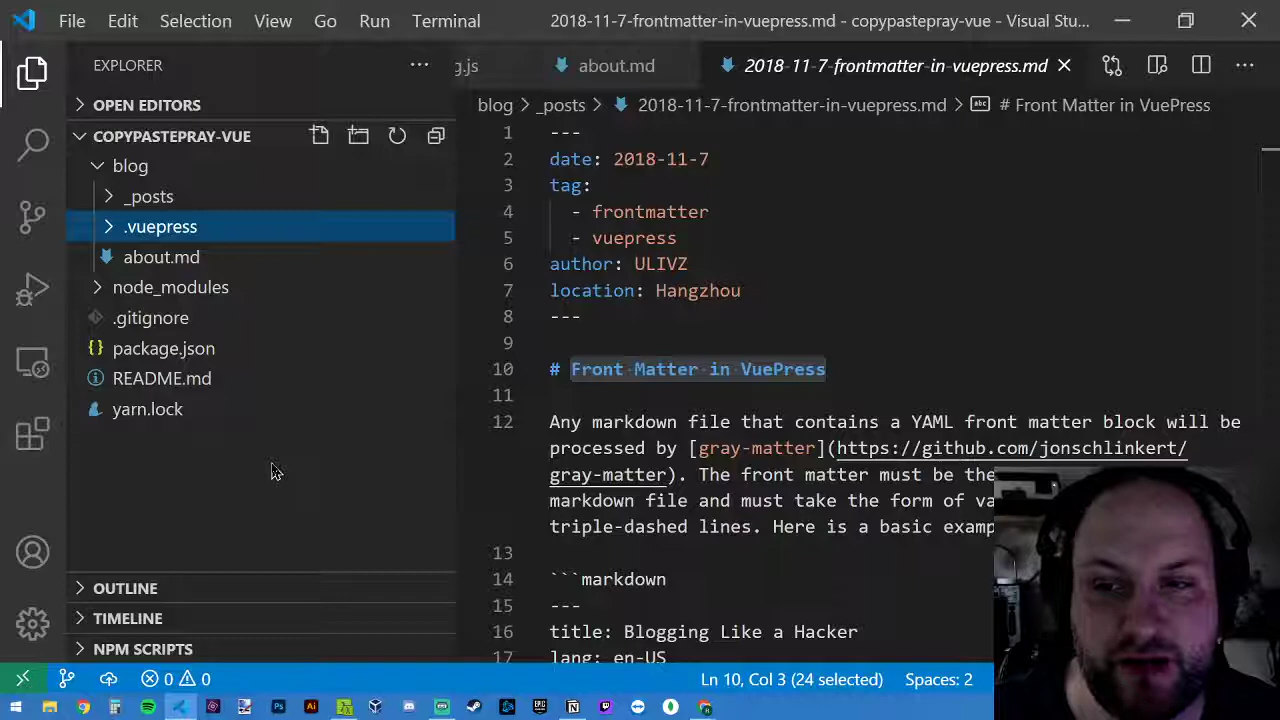 File Edit Selection View Go Run Terminal 2018-11-7-frontmatter-in-vuepress.md - copypastepray-vue - Visual Stu...
EXPLORER
g.js about.md 2018-11-7-frontmatter-in-vuepress.md
OPEN EDITORS
blog > _posts > 2018-11-7-frontmatter-in-vuepress.md > # Front Matter in VuePress
COPYPASTEPRAY-VUE
blog
_posts
.vuepress
about.md
node_modules
.gitignore
package.json
README.md
yarn.lock
OUTLINE
TIMELINE
NPM SCRIPTS
1 ---
2 date: 2018-11-7
3 tag:
4 - frontmatter
5 - vuepress
6 author: ULIVZ
7 location: Hangzhou
8 ---
9
10 # Front Matter in VuePress
11
12 Any markdown file that contains a YAML front matter block will be
processed by [gray-matter](https://github.com/jonschlinkert/
gray-matter). The front matter must be the
markdown file and must take the form of va
triple-dashed lines. Here is a basic examp
13
14 ```markdown
15 ---
16 title: Blogging Like a Hacker
17 lang: en-US
0 0 Ln 10, Col 3 (24 selected) Spaces: 2